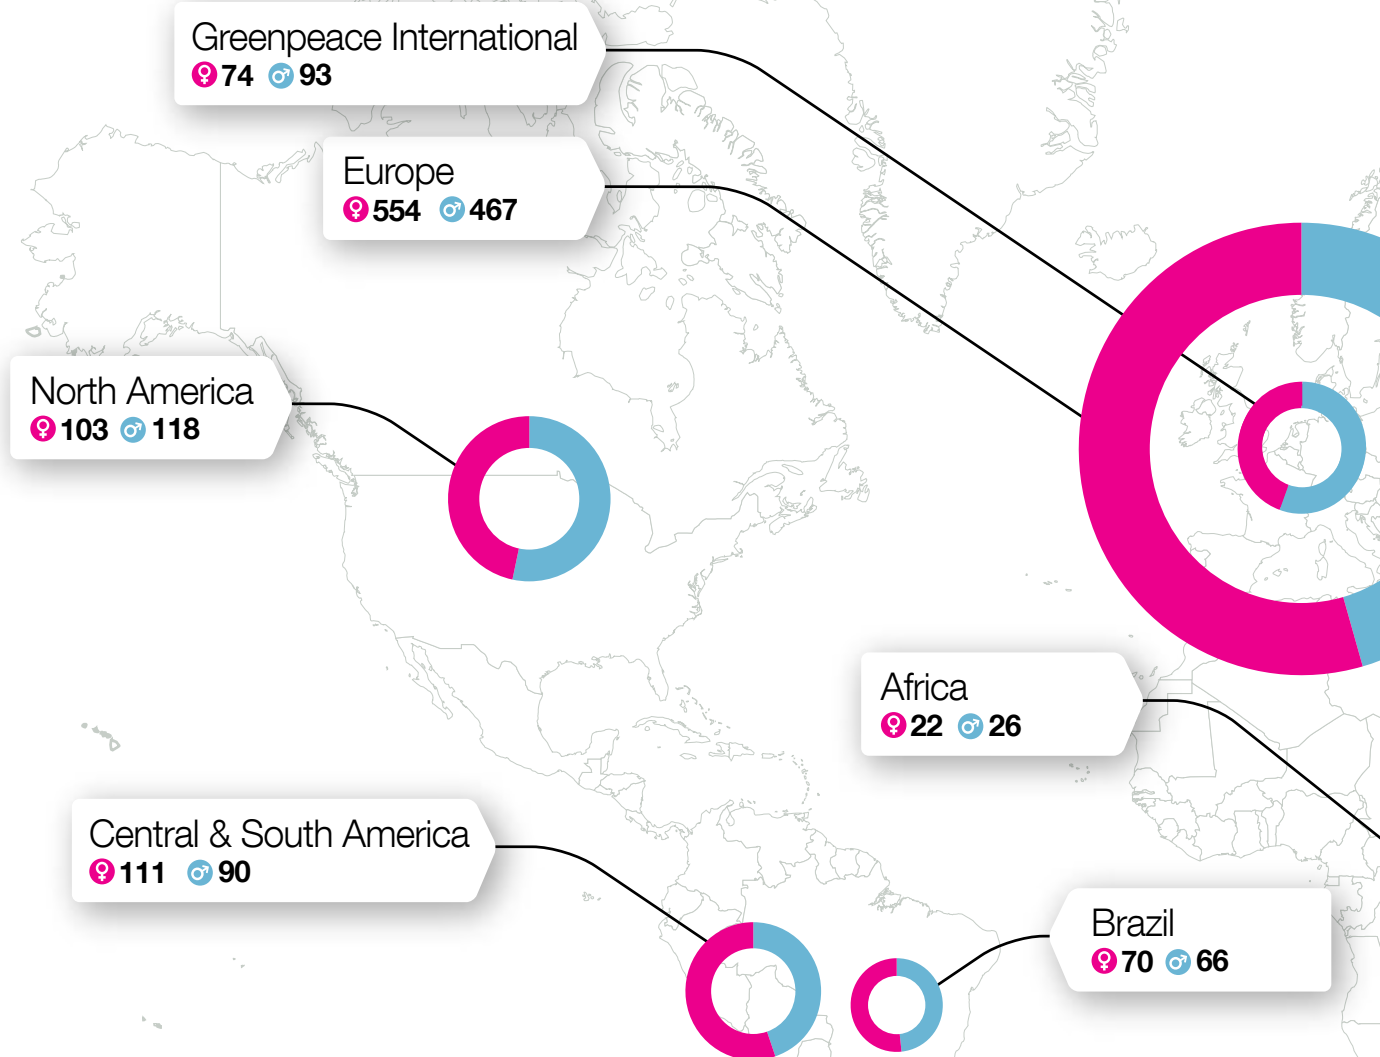 Greenpeace International
♀ 74 ♂ 93
Europe
♀ 554 ♂ 467
North America
♀ 103 ♂ 118
Africa
♀ 22 ♂ 26
Central & South America
♀ 111 ♂ 90
Brazil
♀ 70 ♂ 66